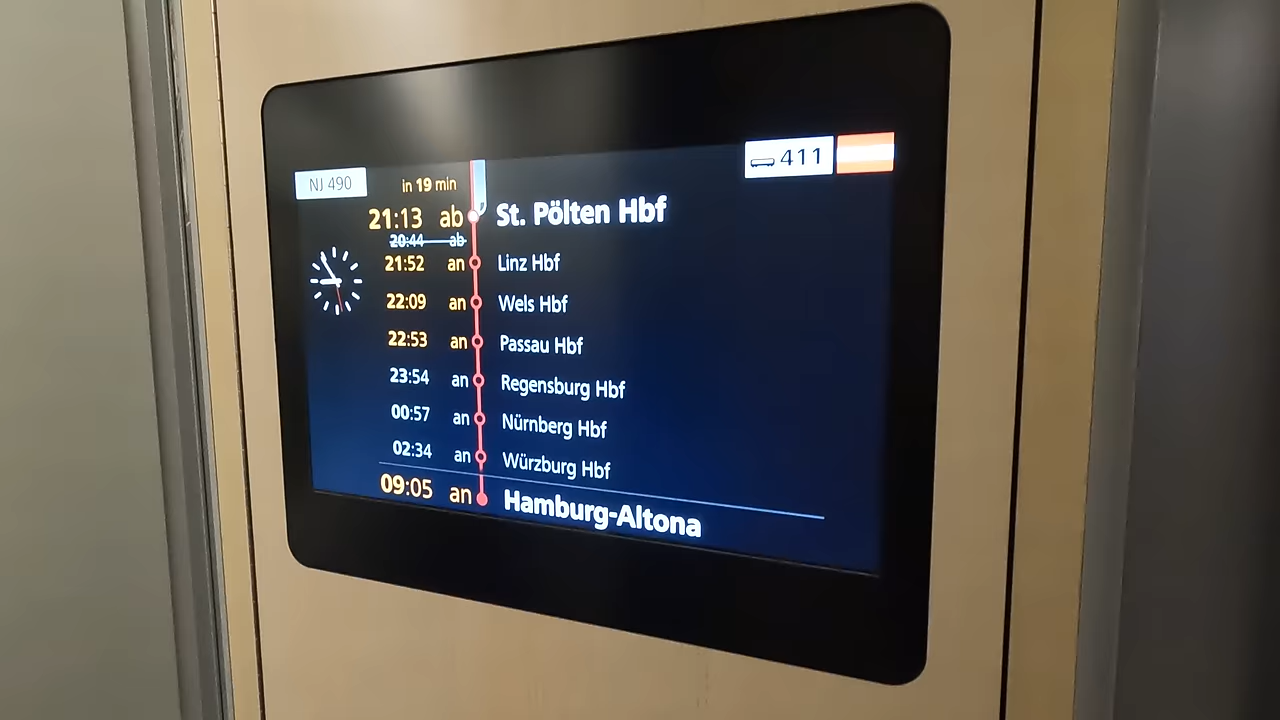 NJ 490 in 19 min 411
21:13 ab St. Pölten Hbf
20:44 ab
21:52 an Linz Hbf
22:09 an Wels Hbf
22:53 an Passau Hbf
23:54 an Regensburg Hbf
00:57 an Nürnberg Hbf
02:34 an Würzburg Hbf
09:05 an Hamburg-Altona